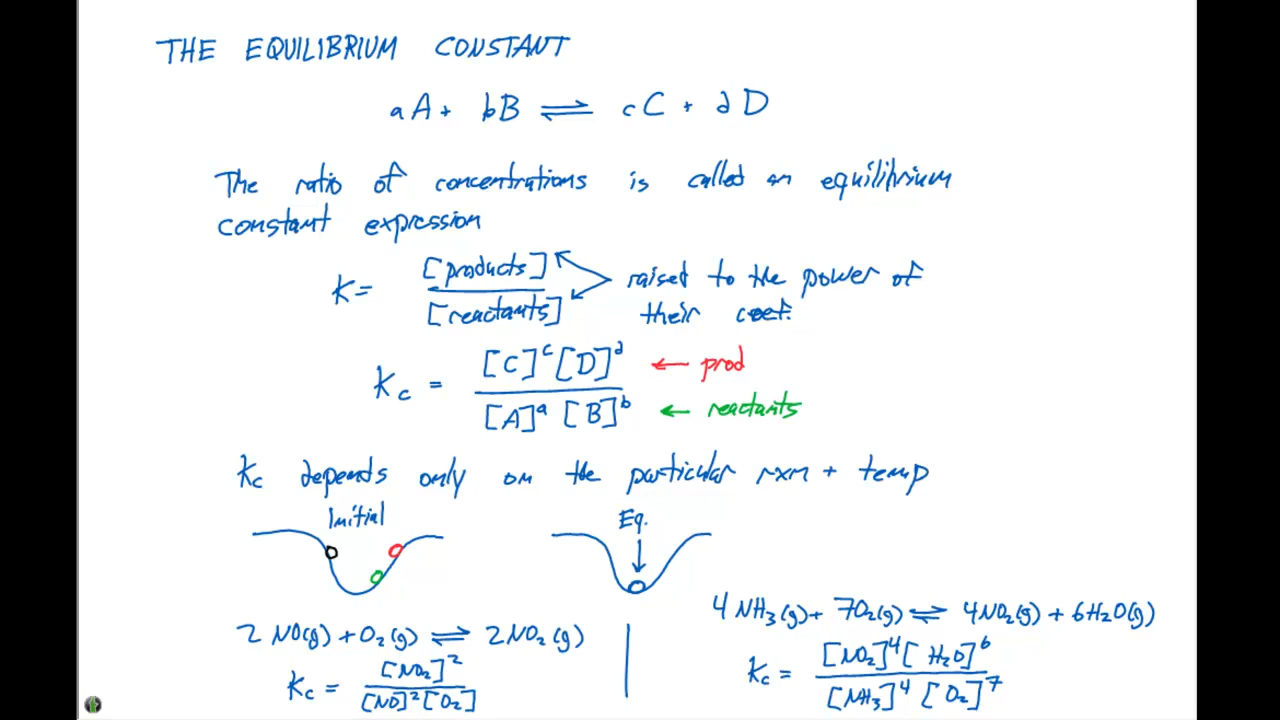 THE EQUILIBRIUM CONSTANT
aA + bB ⇌ cC + dD
The ratio of concentrations is called an equilibrium
constant expression
K = [products] / [reactants] raised to the power of
their coef.
Kc = [C]^c [D]^d ← prod
[A]^a [B]^b ← reactants
Kc depends only on the particular rxn + temp
Initial
Eq.
2 NO(g) + O₂(g) ⇌ 2NO₂(g)
Kc = [NO₂]² / [NO]² [O₂]
4 NH₃(g) + 7O₂(g) ⇌ 4NO₂(g) + 6H₂O(g)
Kc = [NO₂]⁴ [H₂O]⁶ / [NH₃]⁴ [O₂]⁷